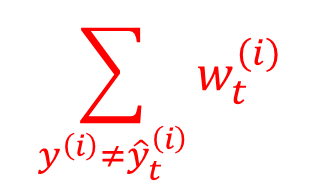 ∑ w_t^{(i)}
y^{(i)} ≠ ŷ_t^{(i)}